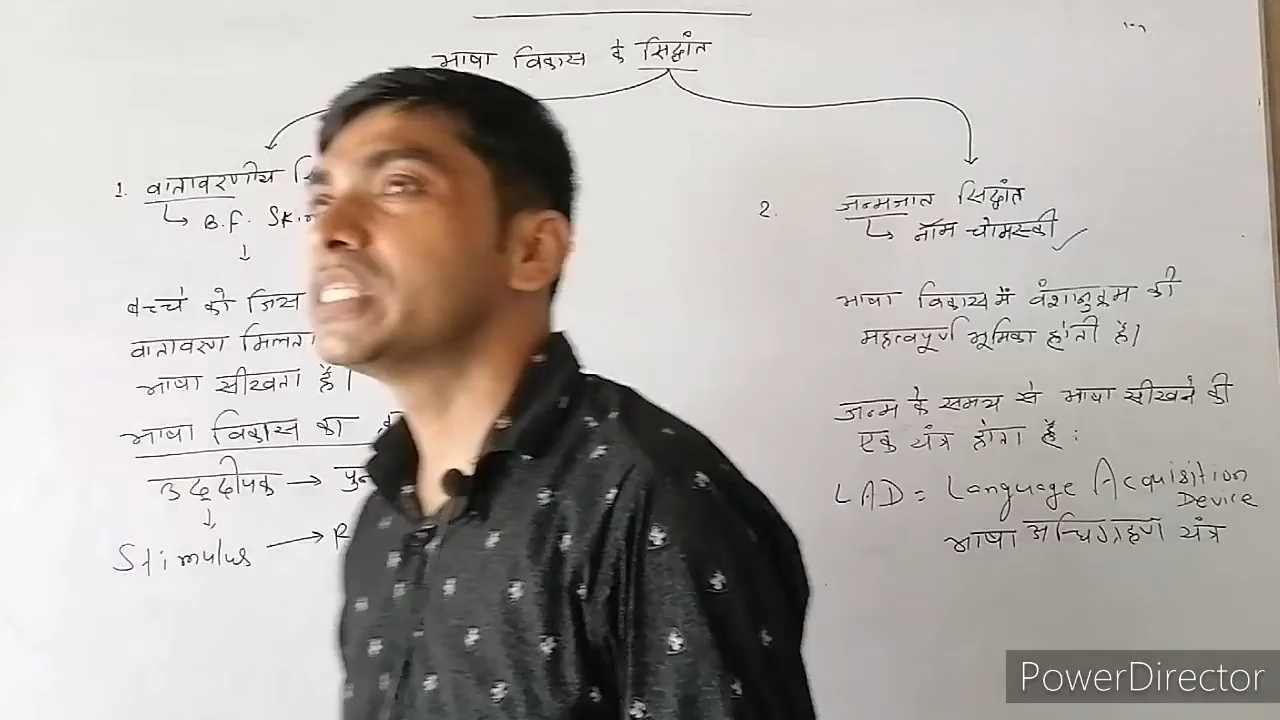 भाषा विकास के सिद्धांत
1. वातावरणीय
↳ B.F.
↓
बच्चे को जिस
वातावरण मिलता
भाषा सीखता है।
भाषा विकास का
उद्दीपक →
↓
Stimulus → R
2. जन्मजात सिद्धांत
↳ नॉम चोमस्की ✓
भाषा विकास में वंशानुक्रम की
महत्वपूर्ण भूमिका होती है।
जन्म के समय से भाषा सीखने की
एक यंत्र होता है :
LAD = Language Acquisition
Device
भाषा अधिग्रहण यंत्र
PowerDirector